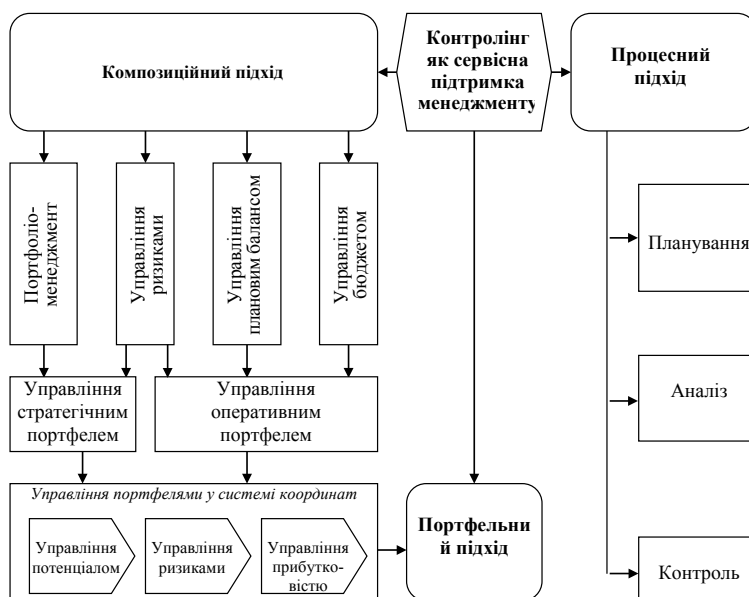 Композиційний підхід
Контролінг
як сервісна
підтримка
менеджменту
Процесний
підхід
Портфоліо-
менеджмент
Управління
ризиками
Управління
плановим балансом
Управління
бюджетом
Планування
Аналіз
Контроль
Управління
стратегічним
портфелем
Управління
оперативним
портфелем
Управління портфелями у системі координат
Управління
потенціалом
Управління
ризиками
Управління
прибутко-
вістю
Портфельни
й підхід